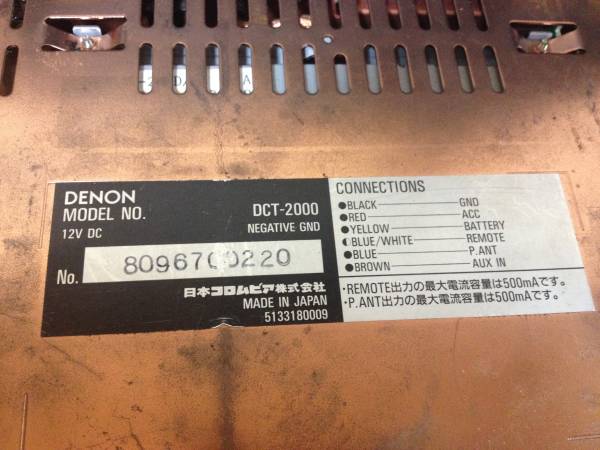 DENON
MODEL NO. DCT-2000
12V DC NEGATIVE GND
No. 8096700220
日本コロムビア株式会社
MADE IN JAPAN
5133180009
CONNECTIONS
●BLACK GND
●RED ACC
●YELLOW BATTERY
◐BLUE/WHITE REMOTE
●BLUE P.ANT
●BROWN AUX IN
・REMOTE出力の最大電流容量は500mAです。
・P.ANT出力の最大電流容量は500mAです。